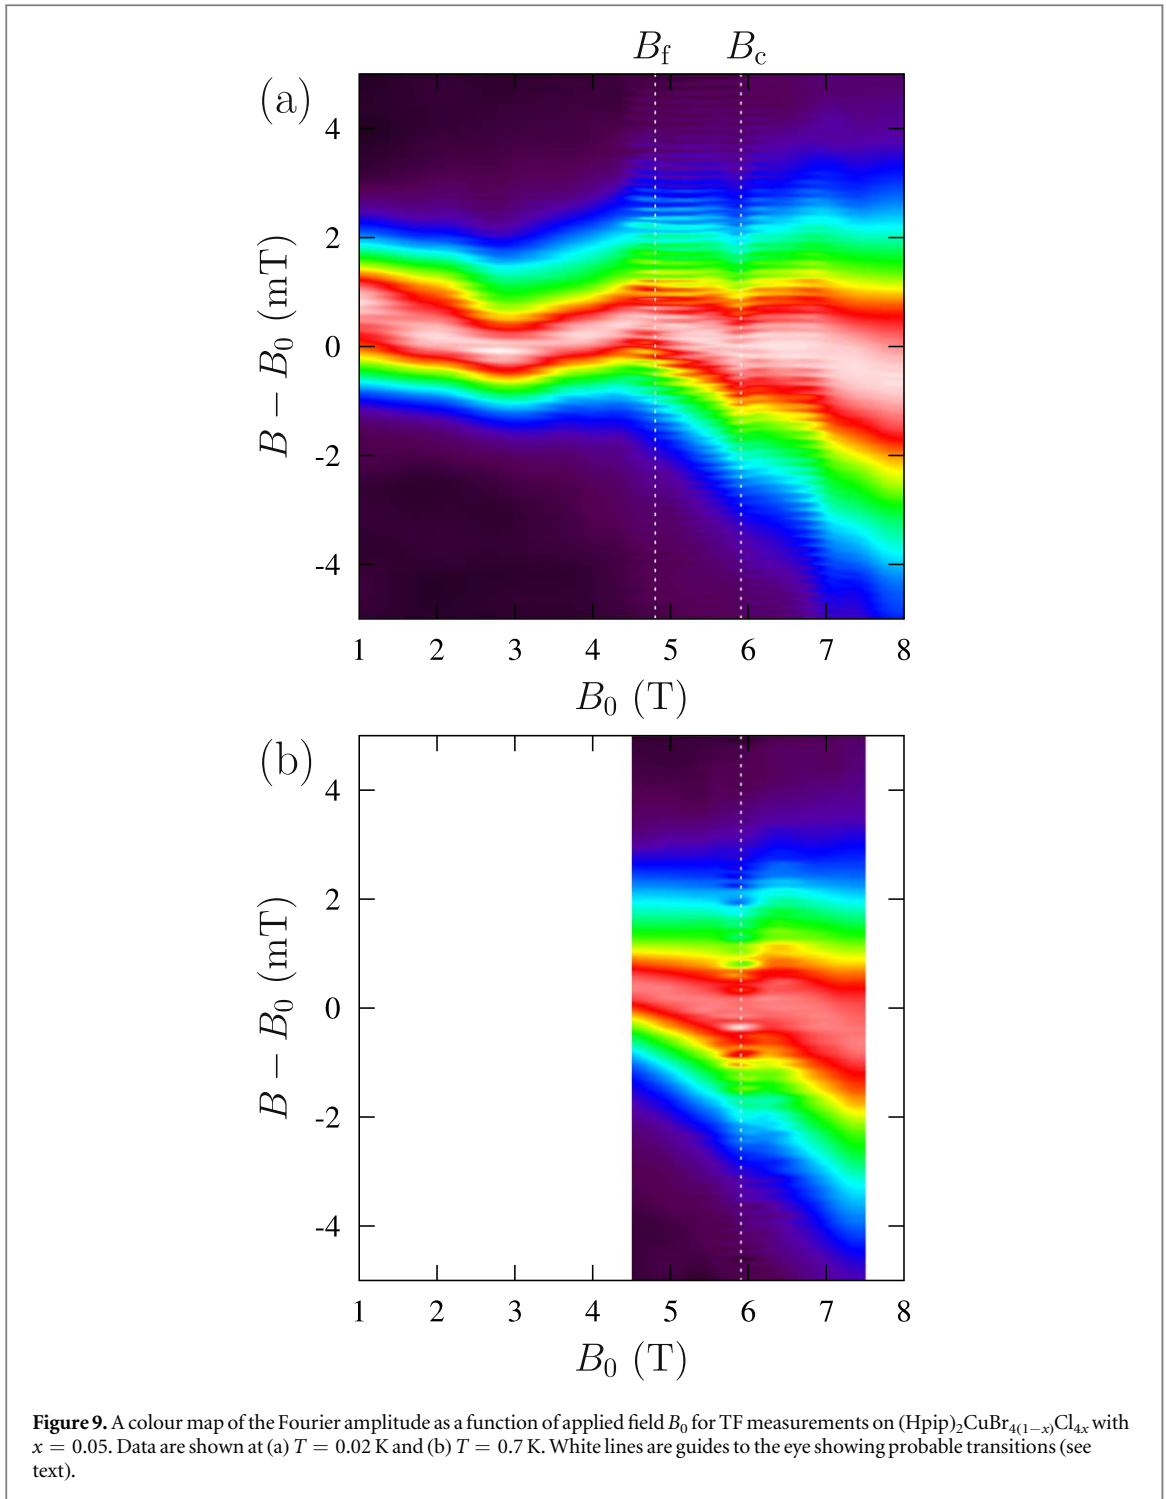 B_f B_c
(a)
4
2
0
-2
-4
B − B_0 (mT)
1 2 3 4 5 6 7 8
B_0 (T)
(b)
4
2
0
-2
-4
B − B_0 (mT)
1 2 3 4 5 6 7 8
B_0 (T)
Figure 9. A colour map of the Fourier amplitude as a function of applied field B_0 for TF measurements on (Hpip)_2CuBr_{4(1−x)}Cl_{4x} with
x = 0.05. Data are shown at (a) T = 0.02 K and (b) T = 0.7 K. White lines are guides to the eye showing probable transitions (see
text).